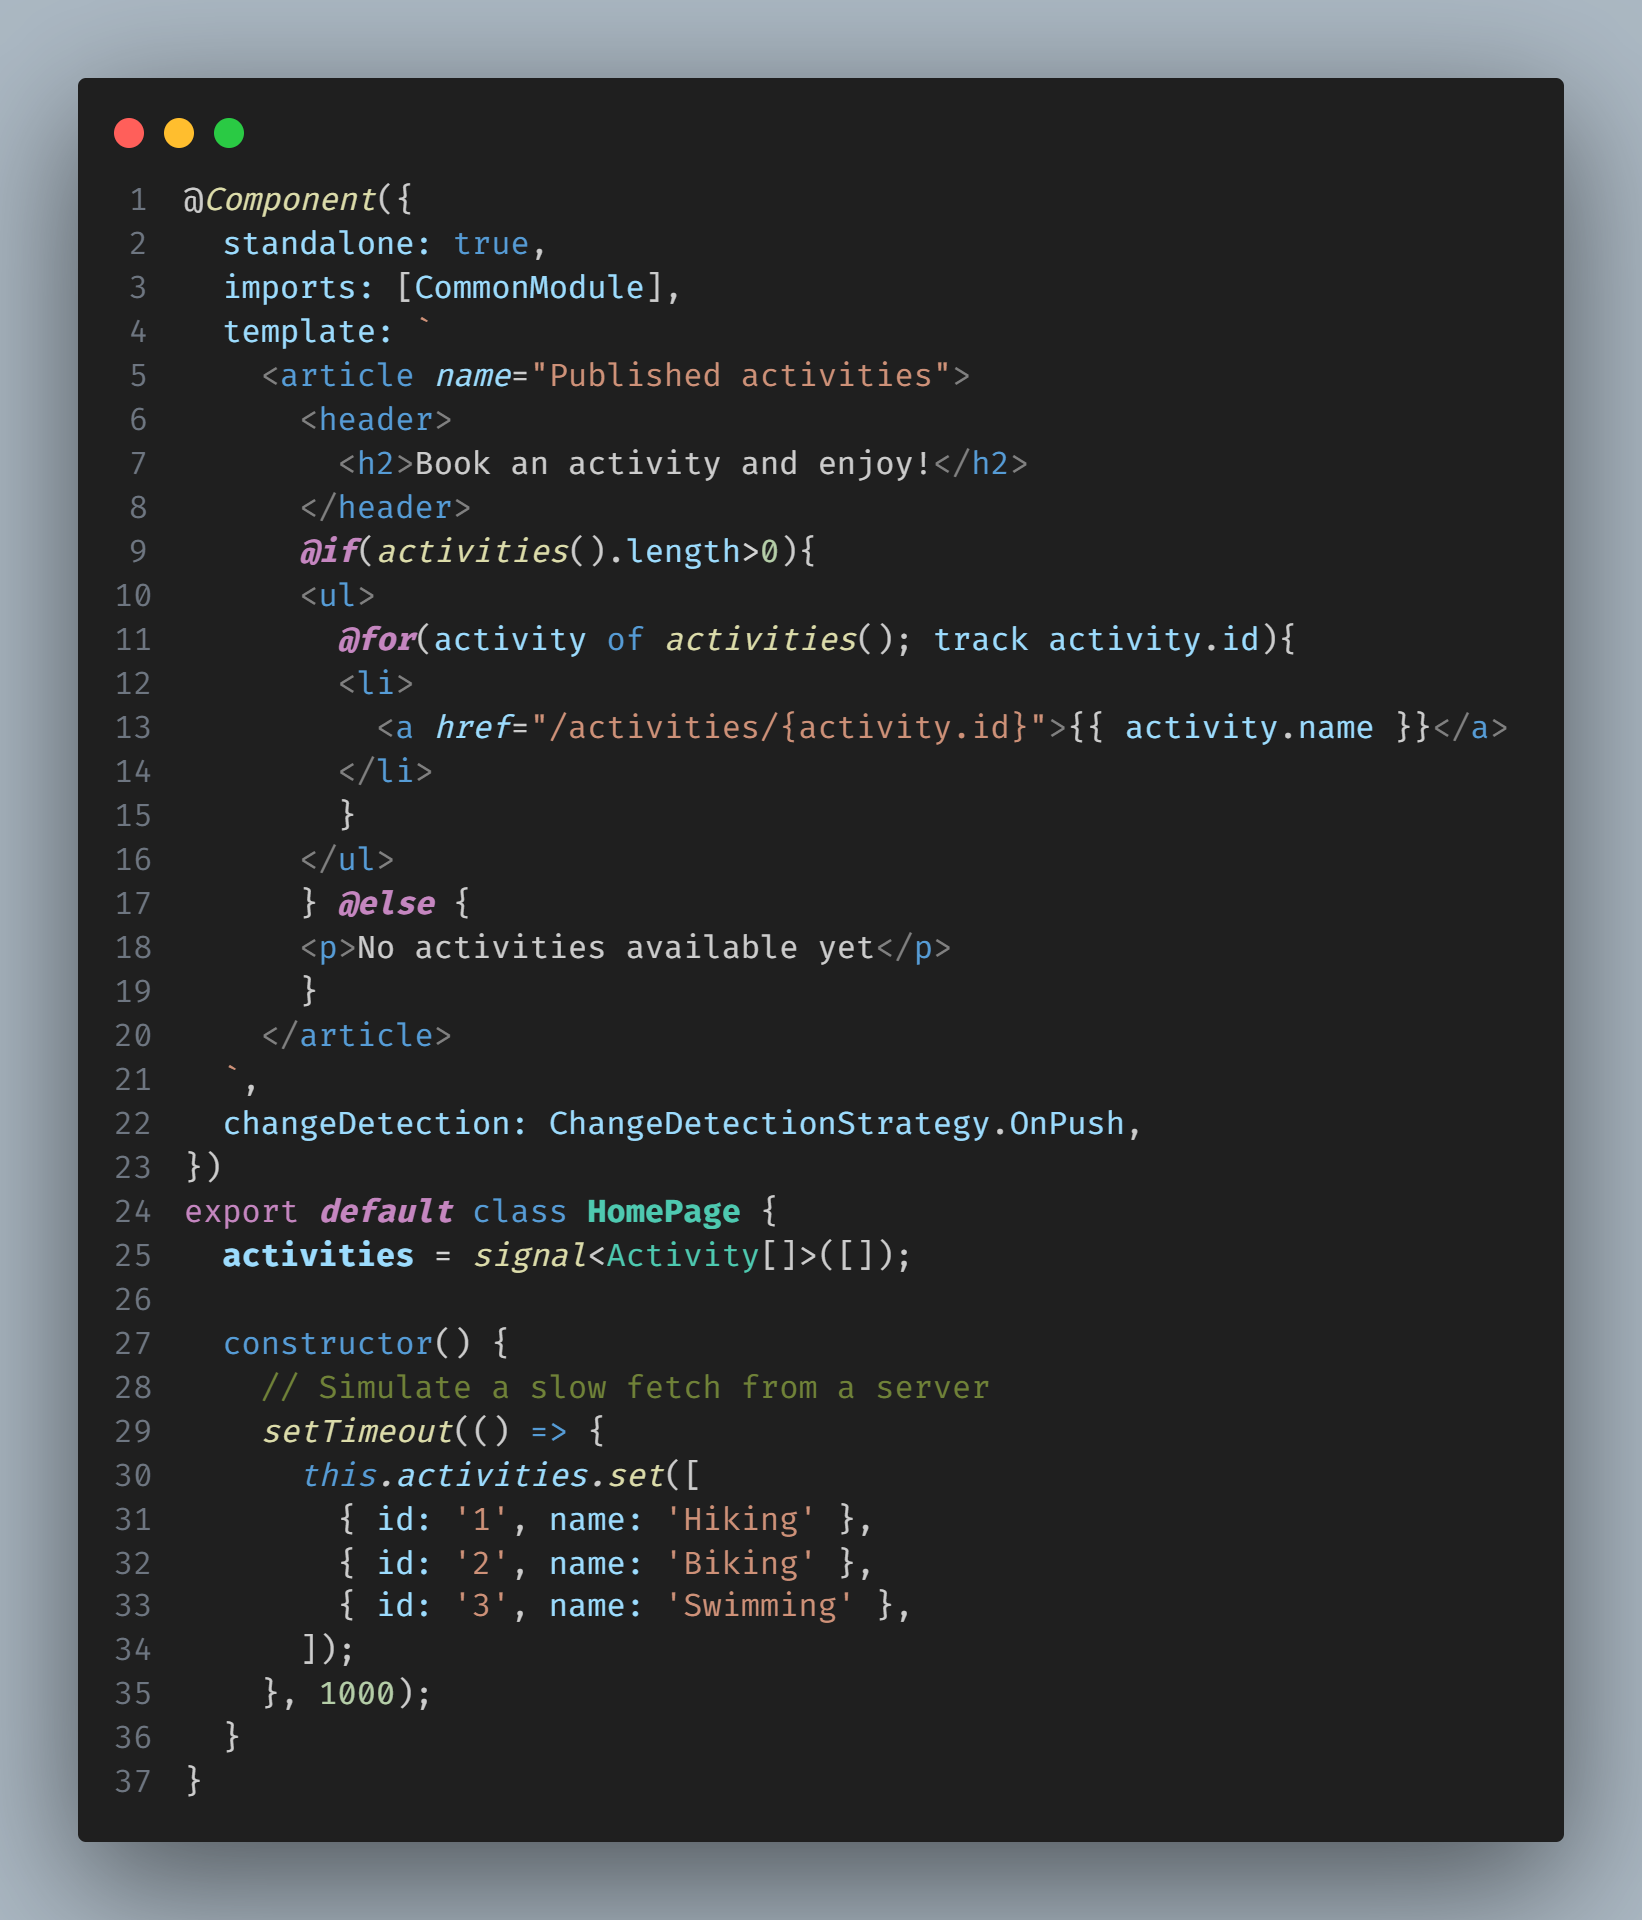 1 @Component({
2   standalone: true,
3   imports: [CommonModule],
4   template: `
5     <article name="Published activities">
6       <header>
7         <h2>Book an activity and enjoy!</h2>
8       </header>
9       @if(activities().length>0){
10       <ul>
11         @for(activity of activities(); track activity.id){
12         <li>
13           <a href="/activities/{activity.id}">{{ activity.name }}</a>
14         </li>
15         }
16       </ul>
17       } @else {
18       <p>No activities available yet</p>
19       }
20     </article>
21   `,
22   changeDetection: ChangeDetectionStrategy.OnPush,
23 })
24 export default class HomePage {
25   activities = signal<Activity[]>([]);
26
27   constructor() {
28     // Simulate a slow fetch from a server
29     setTimeout(() => {
30       this.activities.set([
31         { id: '1', name: 'Hiking' },
32         { id: '2', name: 'Biking' },
33         { id: '3', name: 'Swimming' },
34       ]);
35     }, 1000);
36   }
37 }